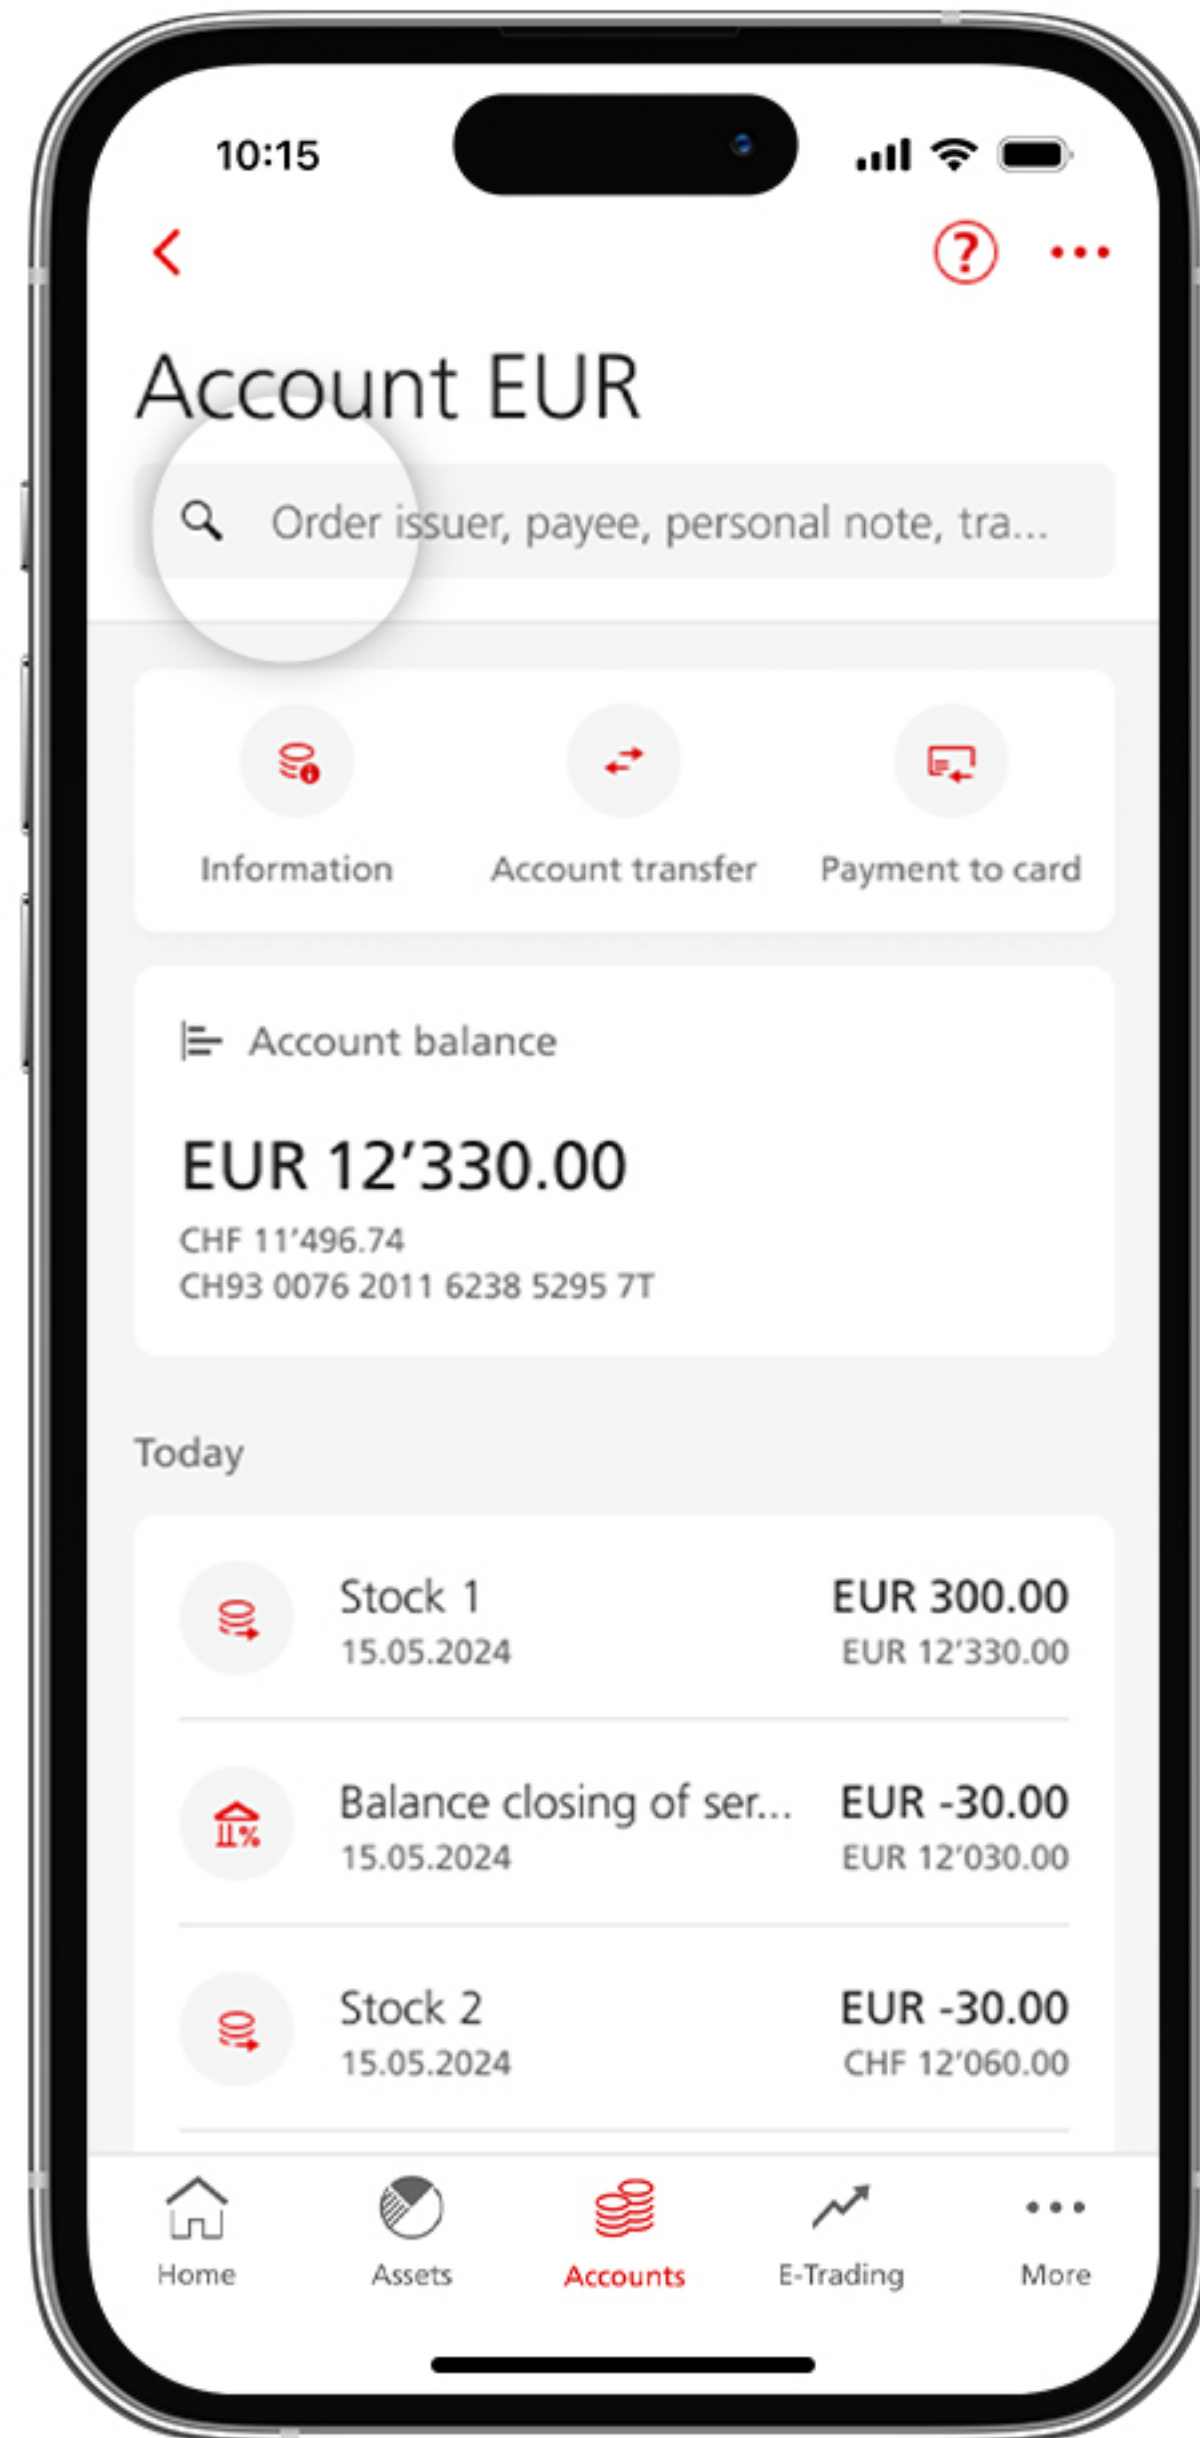 10:15
Account EUR
Order issuer, payee, personal note, tra...
Information
Account transfer
Payment to card
Account balance
EUR 12’330.00
CHF 11’496.74
CH93 0076 2011 6238 5295 7T
Today
Stock 1 EUR 300.00
15.05.2024 EUR 12’330.00
Balance closing of ser... EUR -30.00
15.05.2024 EUR 12’030.00
Stock 2 EUR -30.00
15.05.2024 CHF 12’060.00
Home
Assets
Accounts
E-Trading
More